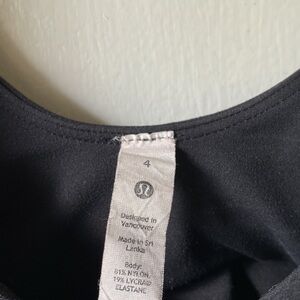 4
Designed in
Vancouver
Made in Sri
Lanka
Body:
81% NYLON,
19% LYCRA®
ELASTANE